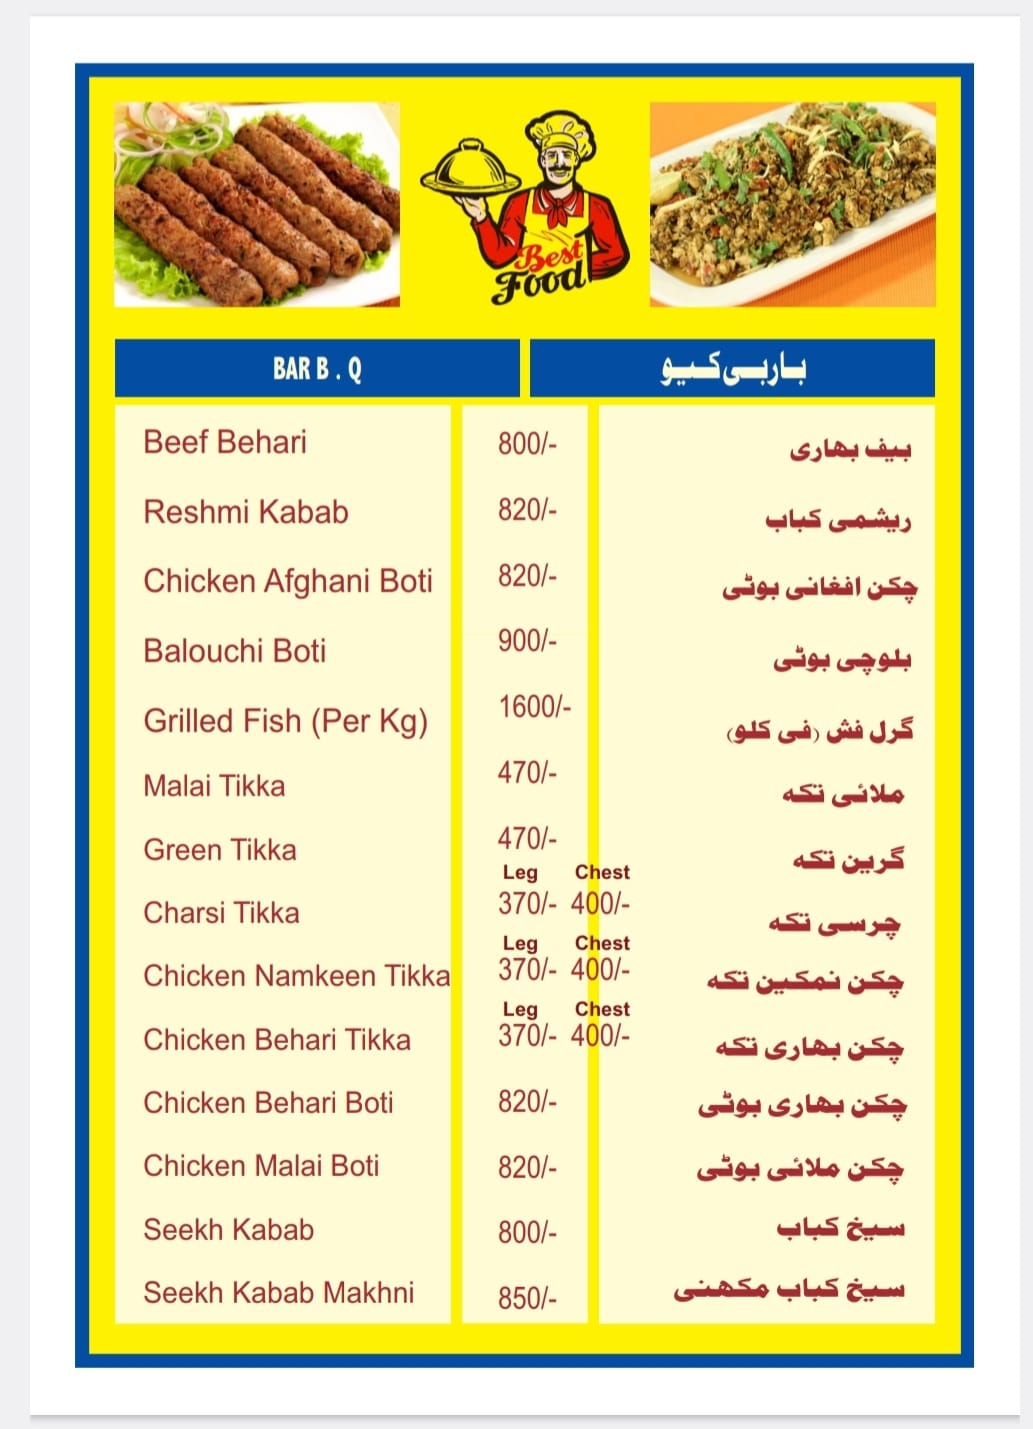 Best
Food
BAR B . Q باربی کیو
Beef Behari 800/- بیف بھاری
Reshmi Kabab 820/- ریشمی کباب
Chicken Afghani Boti 820/- چکن افغانی بوٹی
Balouchi Boti 900/- بلوچی بوٹی
Grilled Fish (Per Kg) 1600/- گرل فش (فی کلو)
Malai Tikka 470/- ملائی تکہ
Green Tikka 470/- گرین تکہ
Leg Chest
Charsi Tikka 370/- 400/- چرسی تکہ
Leg Chest
Chicken Namkeen Tikka 370/- 400/- چکن نمکین تکہ
Leg Chest
Chicken Behari Tikka 370/- 400/- چکن بھاری تکہ
Chicken Behari Boti 820/- چکن بھاری بوٹی
Chicken Malai Boti 820/- چکن ملائی بوٹی
Seekh Kabab 800/- سیخ کباب
Seekh Kabab Makhni 850/- سیخ کباب مکھنی